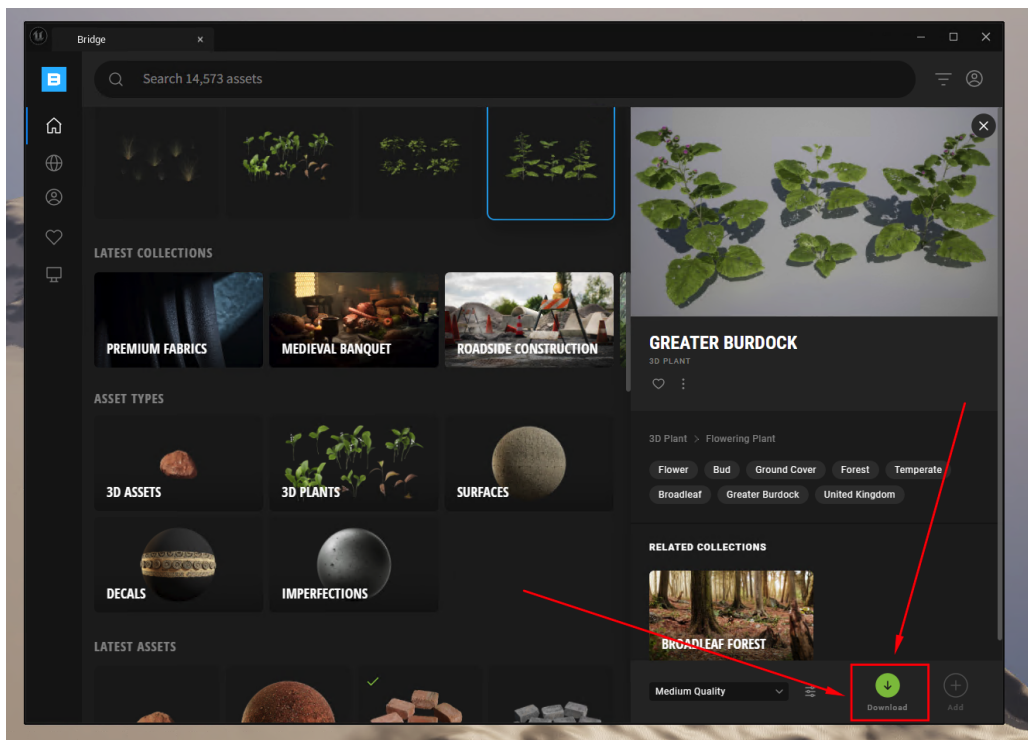 Bridge
Search 14,573 assets
LATEST COLLECTIONS
PREMIUM FABRICS
MEDIEVAL BANQUET
ROADSIDE CONSTRUCTION
ASSET TYPES
3D ASSETS
3D PLANTS
SURFACES
DECALS
IMPERFECTIONS
LATEST ASSETS
GREATER BURDOCK
3D PLANT
3D Plant > Flowering Plant
Flower Bud Ground Cover Forest Temperate
Broadleaf Greater Burdock United Kingdom
RELATED COLLECTIONS
BROADLEAF FOREST
Medium Quality
Download
Add